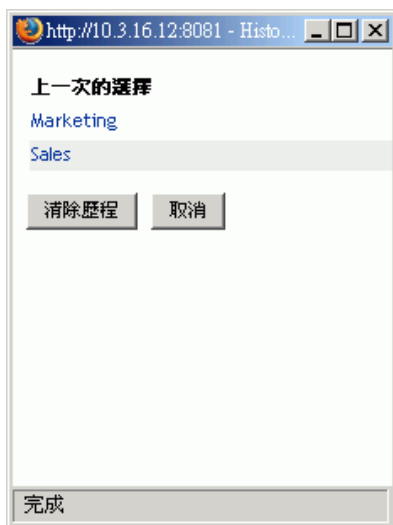 http://10.3.16.12:8081 - Histo...
上一次的選擇
Marketing
Sales
清除歷程 取消
完成